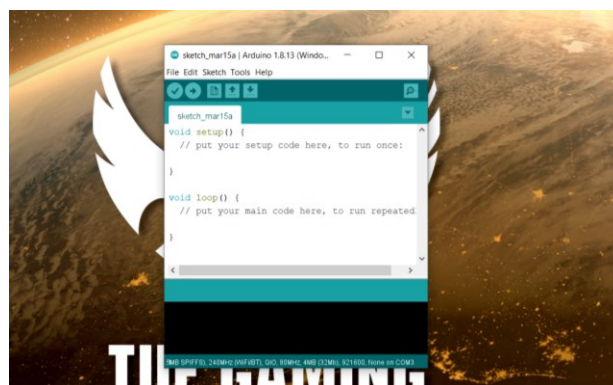 sketch_mar15a | Arduino 1.8.13 (Windo...
File Edit Sketch Tools Help
sketch_mar15a
void setup() {
// put your setup code here, to run once:
}
void loop() {
// put your main code here, to run repeated
}
SPIFFS), 240MHz (WiFi/BT), QIO, 80MHz, 4MB (32Mb), 921600, None on COM3
TUF GAMING